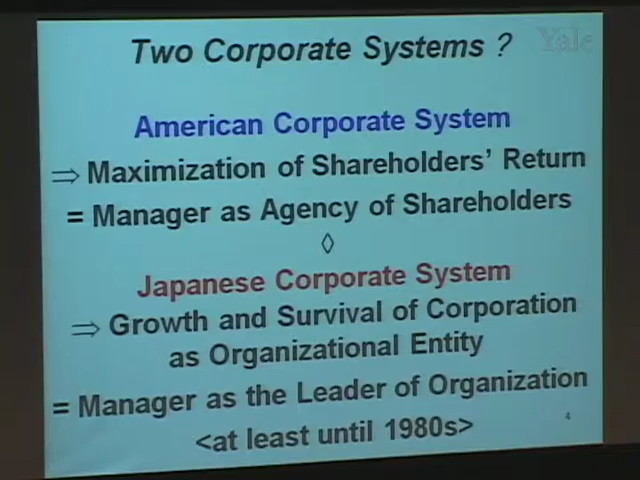 Two Corporate Systems ?
Yale
American Corporate System
⇒ Maximization of Shareholders' Return
= Manager as Agency of Shareholders
◊
Japanese Corporate System
⇒ Growth and Survival of Corporation
as Organizational Entity
= Manager as the Leader of Organization
<at least until 1980s>
4